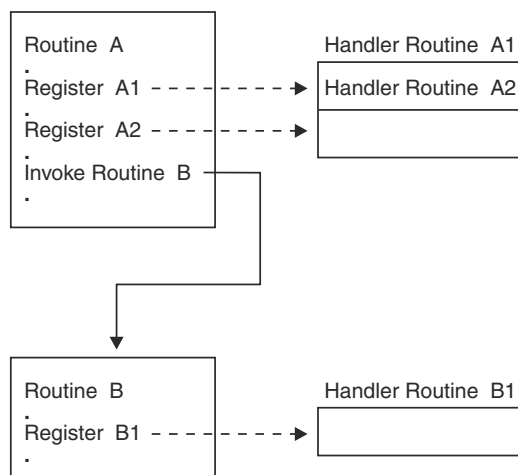 Routine A
.
Register A1
.
Register A2
.
Invoke Routine B
.
Handler Routine A1
Handler Routine A2
Routine B
.
Register B1
.
Handler Routine B1